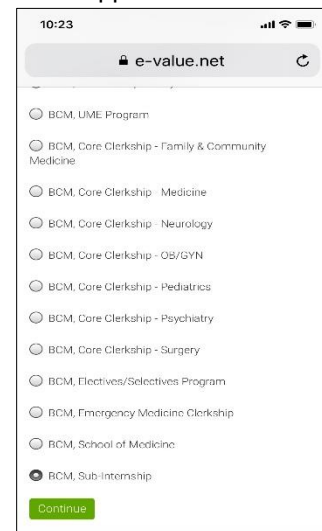 10:23
e-value.net
BCM, UME Program
BCM, Core Clerkship - Family & Community
Medicine
BCM, Core Clerkship - Medicine
BCM, Core Clerkship - Neurology
BCM, Core Clerkship - OB/GYN
BCM, Core Clerkship - Pediatrics
BCM, Core Clerkship - Psychiatry
BCM, Core Clerkship - Surgery
BCM, Electives/Selectives Program
BCM, Emergency Medicine Clerkship
BCM, School of Medicine
BCM, Sub-Internship
Continue